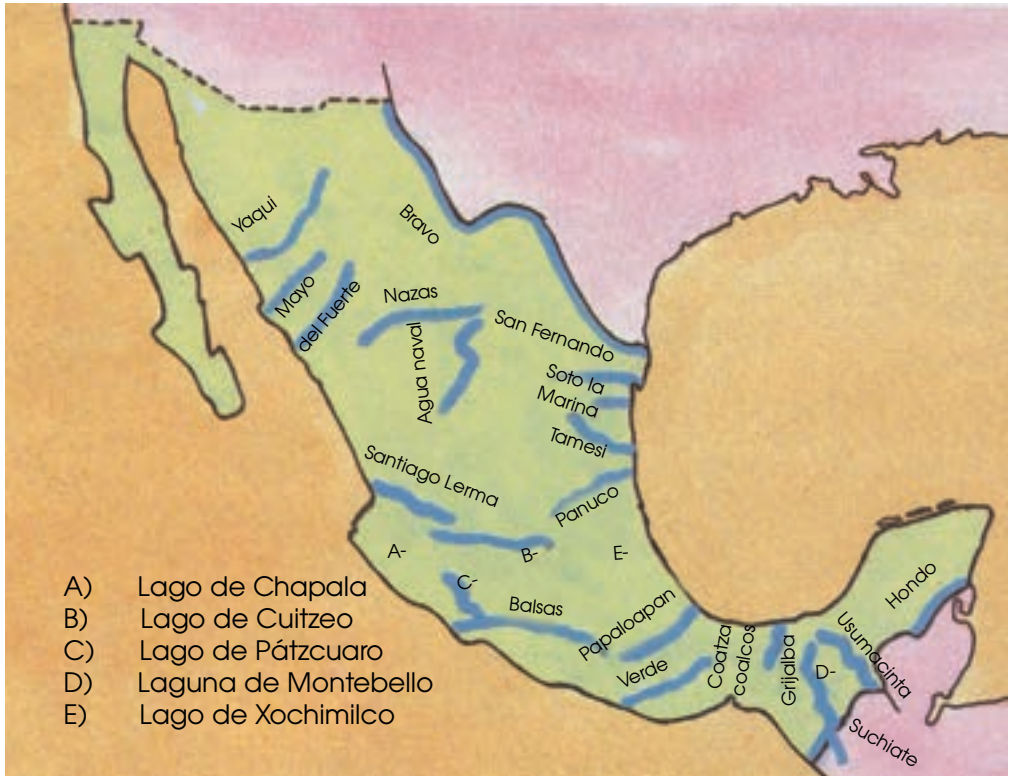 Yaqui
Bravo
Mayo
del Fuerte
Nazas
Agua naval
San Fernando
Soto la
Marina
Tamesi
Santiago Lerma
Panuco
A-
B-
E-
C-
Balsas
Papaloapan
Verde
Coatza
coalcos
Grijalba
D-
Usumacinta
Hondo
Suchiate
A) Lago de Chapala
B) Lago de Cuitzeo
C) Lago de Pátzcuaro
D) Laguna de Montebello
E) Lago de Xochimilco